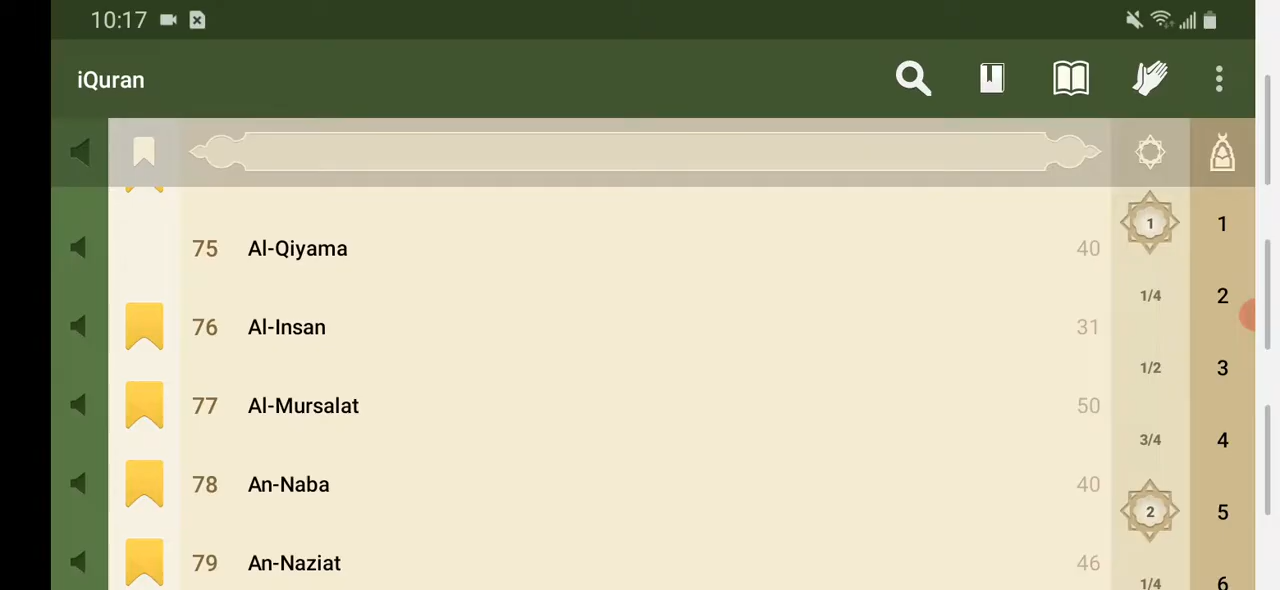 10:17
iQuran
75 Al-Qiyama 40
76 Al-Insan 31
77 Al-Mursalat 50
78 An-Naba 40
79 An-Naziat 46
1
1/4
1/2
3/4
2
1/4
1
2
3
4
5
6